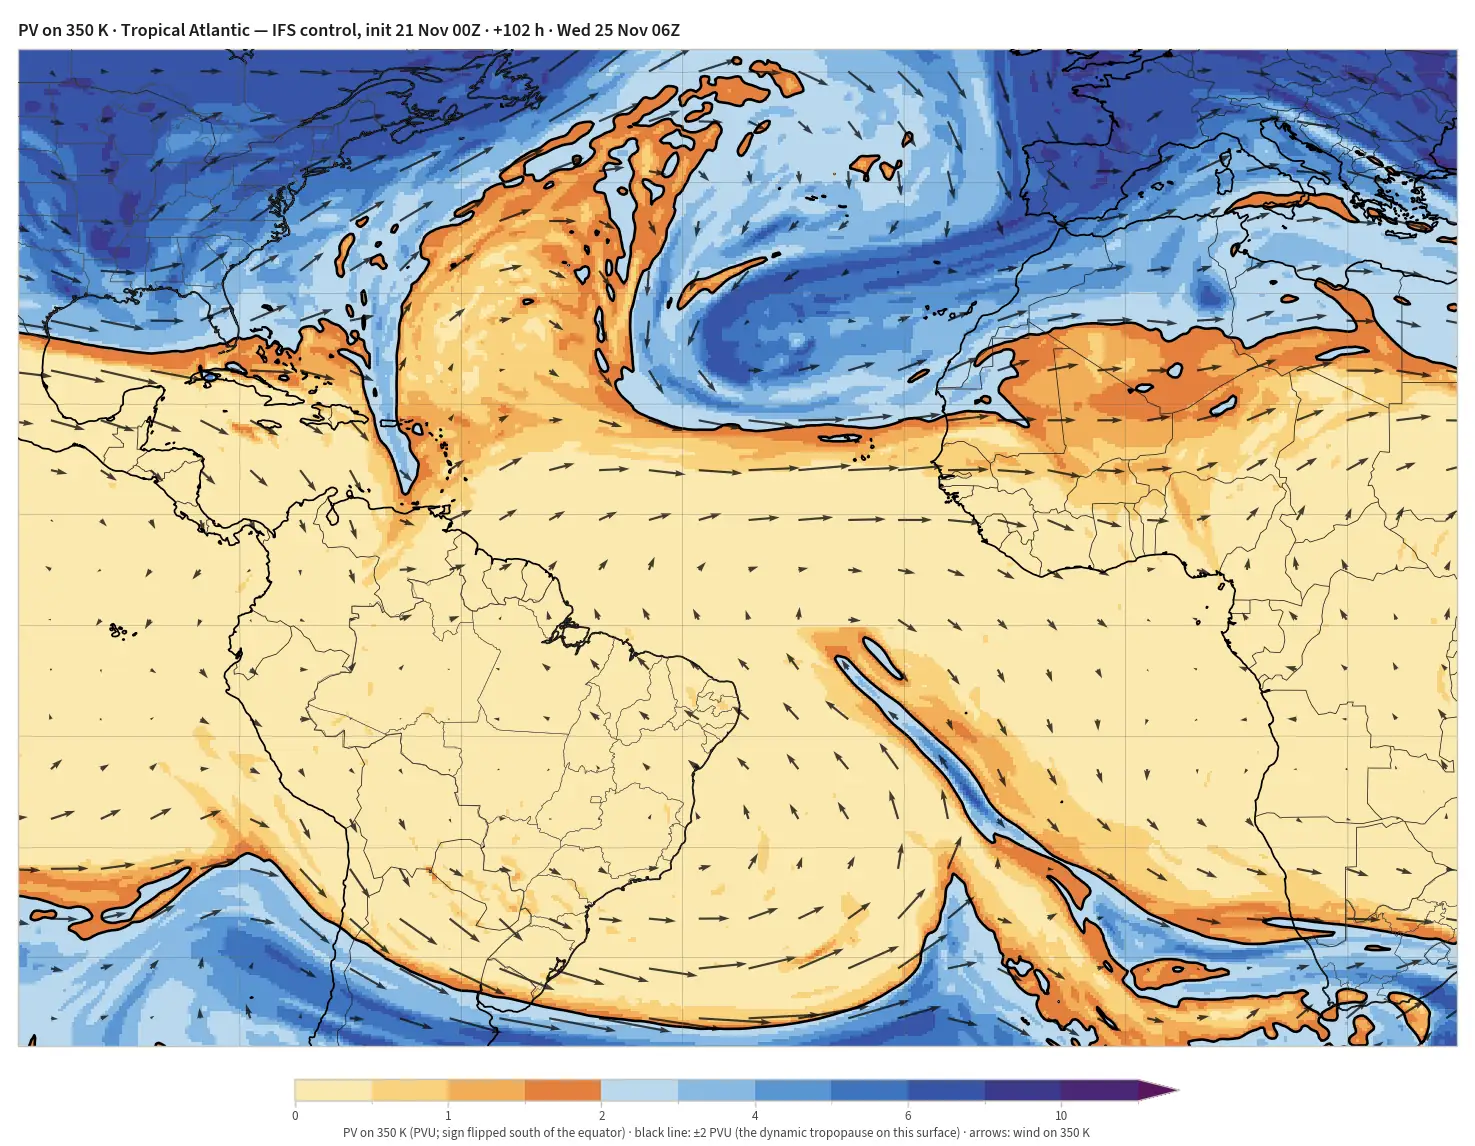 PV on 350 K · Tropical Atlantic — IFS control, init 21 Nov 00Z · +102 h · Wed 25 Nov 06Z
0 1 2 4 6 10
PV on 350 K (PVU; sign flipped south of the equator) · black line: ±2 PVU (the dynamic tropopause on this surface) · arrows: wind on 350 K